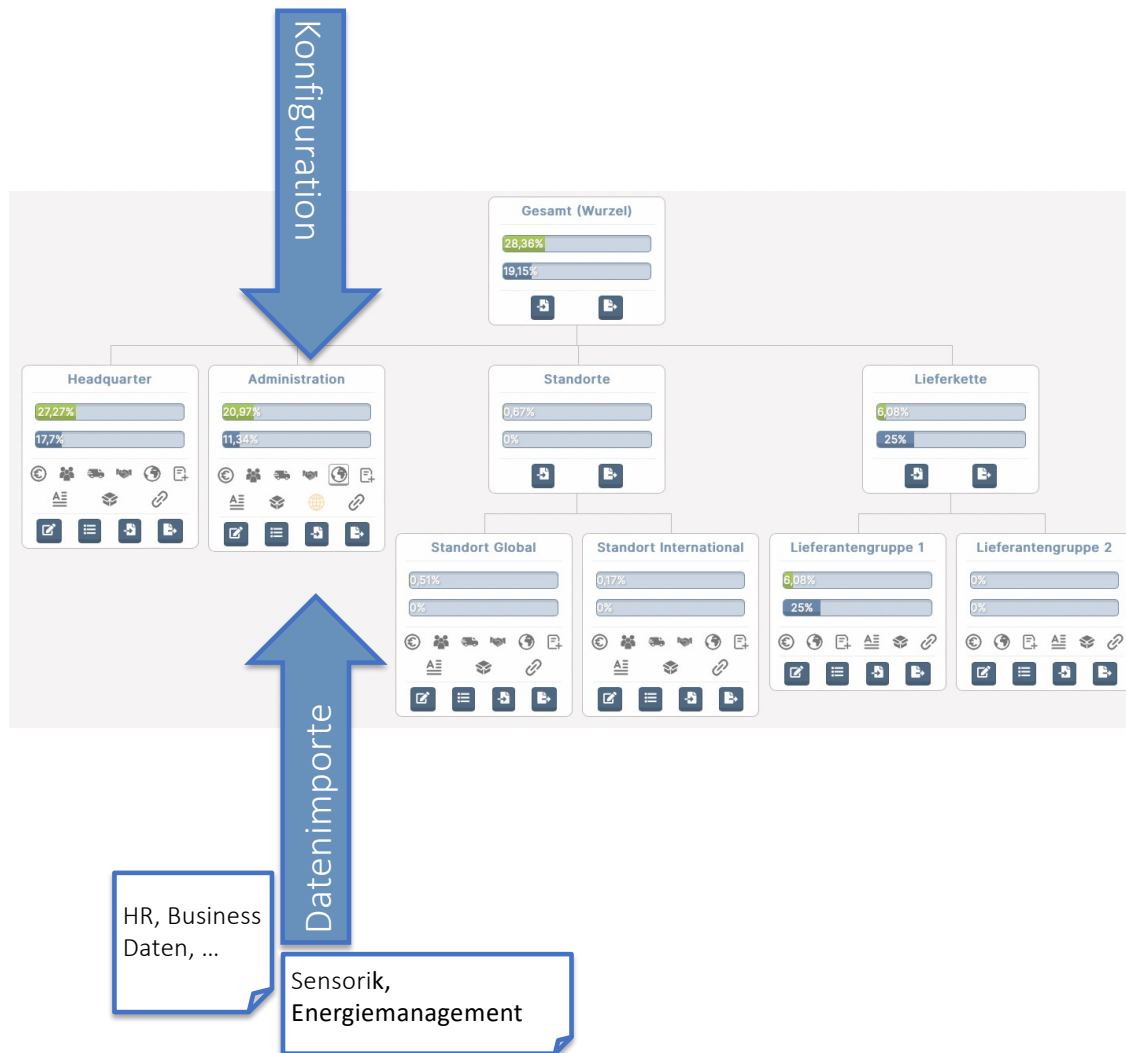 Konfiguration
Gesamt (Wurzel)
28,36%
19,15%
Headquarter
27,27%
17,7%
Administration
20,97%
11,34%
Standorte
0,67%
0%
Lieferkette
6,08%
25%
Standort Global
0,51%
0%
Standort International
0,17%
0%
Lieferantengruppe 1
6,08%
25%
Lieferantengruppe 2
0%
0%
Datenimporte
HR, Business
Daten, ...
Sensorik,
Energiemanagement